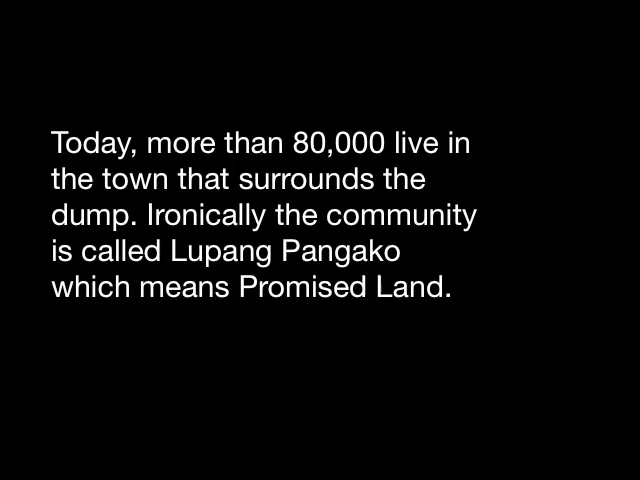 Today, more than 80,000 live in
the town that surrounds the
dump. Ironically the community
is called Lupang Pangako
which means Promised Land.